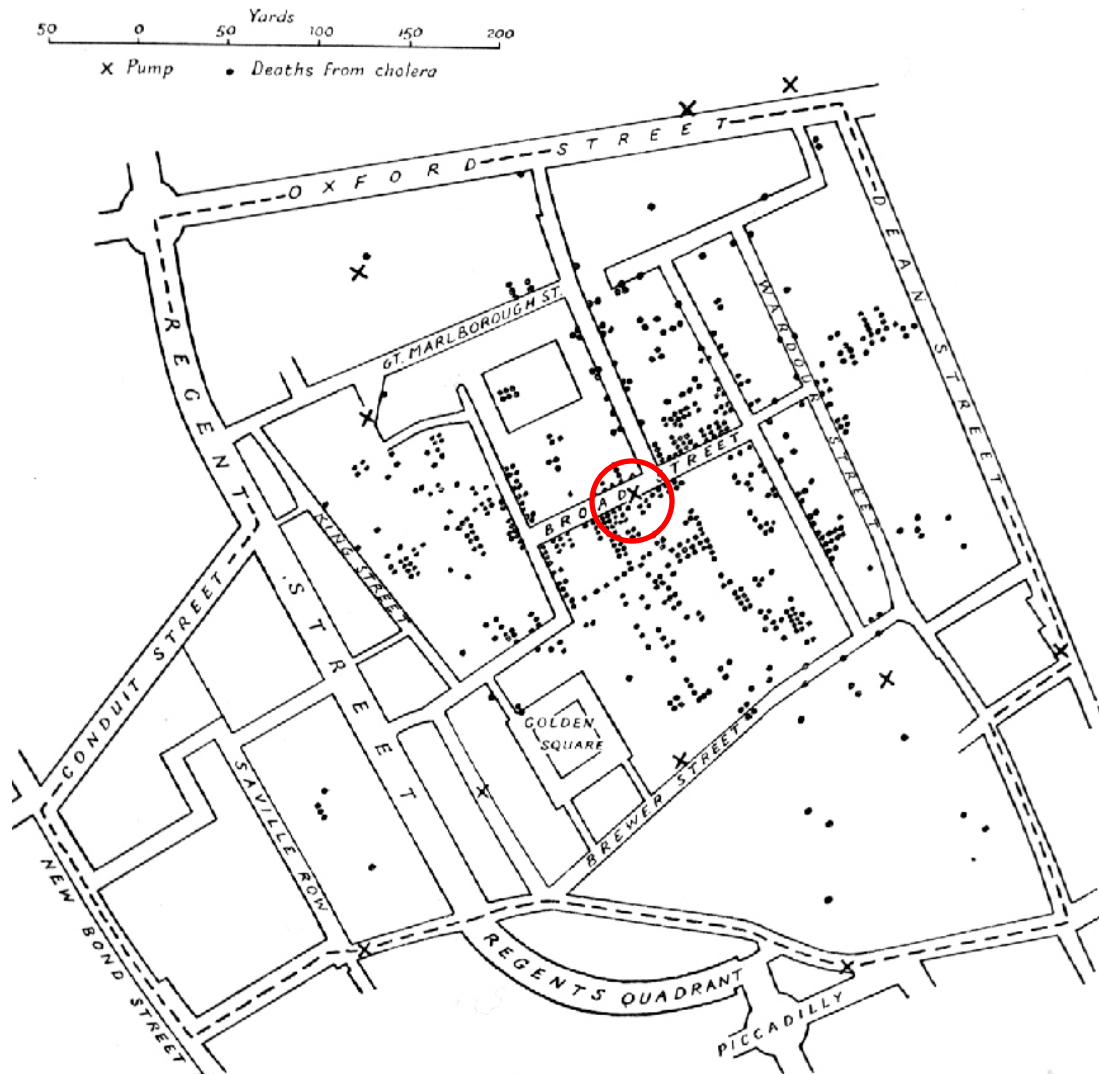 Yards
50 0 50 100 150 200
× Pump • Deaths from cholera
OXFORD STREET
DEAN STREET
REGENT STREET
GT. MARLBOROUGH ST.
WARDOUR STREET
BROAD STREET
KING STREET
CONDUIT STREET
GOLDEN
SQUARE
SAVILLE ROW
BREWER STREET
NEW BOND STREET
REGENTS QUADRANT
PICCADILLY